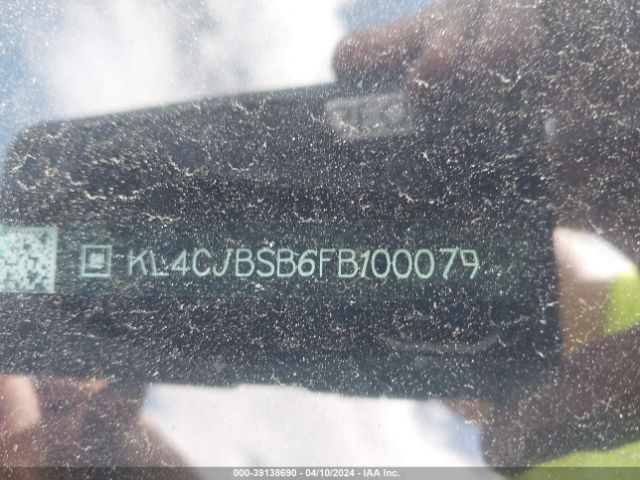 KL4CJBSB6FB100079
000-39138690 - 04/10/2024 - IAA Inc.